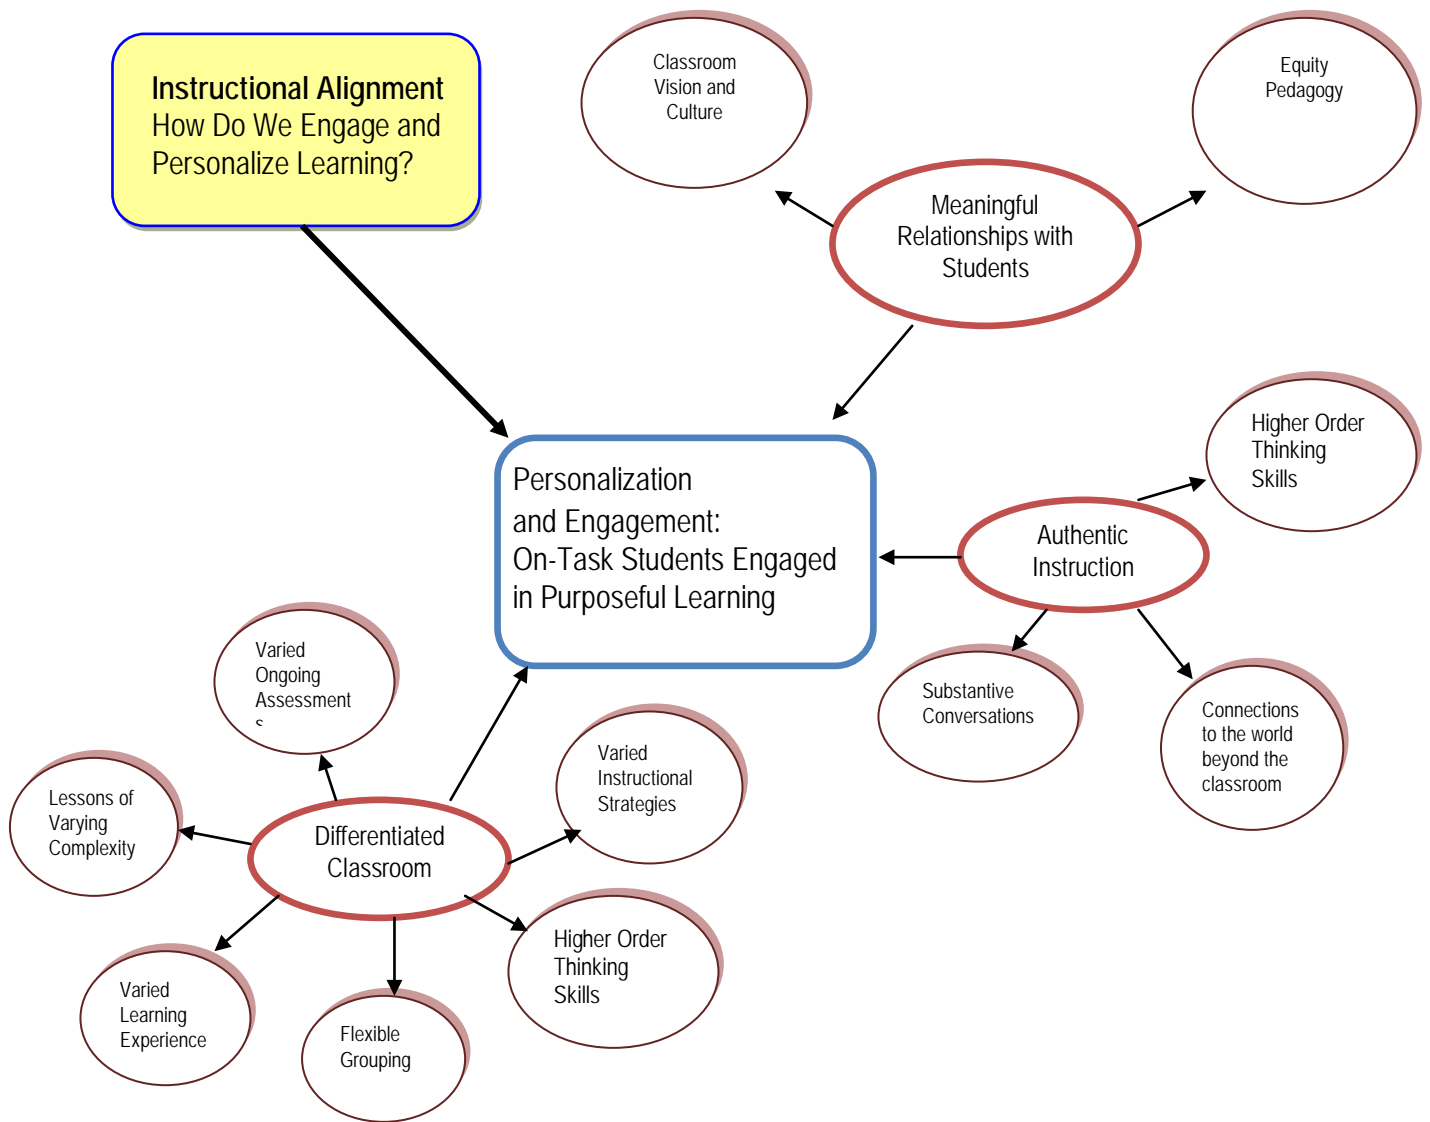 Instructional Alignment
How Do We Engage and
Personalize Learning?
Classroom
Vision and
Culture
Equity
Pedagogy
Meaningful
Relationships with
Students
Higher Order
Thinking
Skills
Personalization
and Engagement:
On-Task Students Engaged
in Purposeful Learning
Authentic
Instruction
Substantive
Conversations
Connections
to the world
beyond the
classroom
Varied
Ongoing
Assessment
s
Varied
Instructional
Strategies
Lessons of
Varying
Complexity
Differentiated
Classroom
Higher Order
Thinking
Skills
Varied
Learning
Experience
Flexible
Grouping